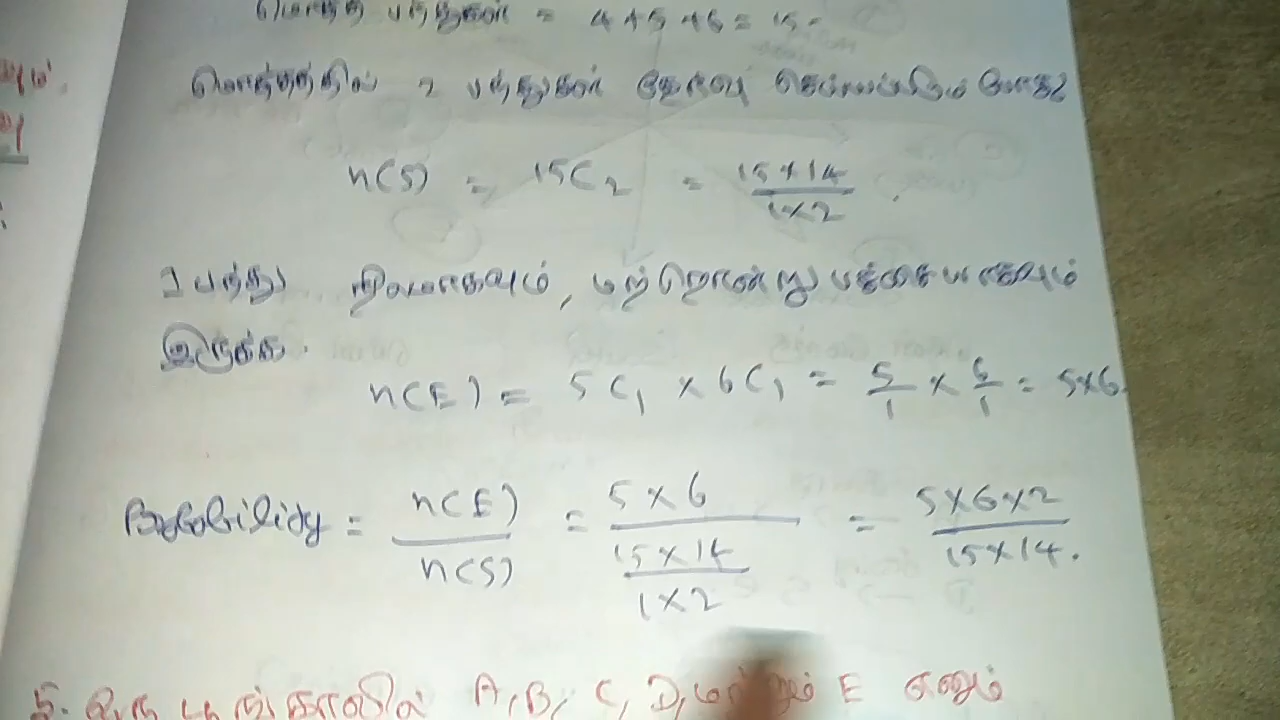 மொத்த பந்துகள் = 4+5+6 = 15.
மொத்தத்தில் 2 பந்துகள் தேர்வு செய்யப்படும் போது
n(S) = 15C₂ = (15×14)/(1×2).
1 பந்து நீலமாகவும், மற்றொன்று பச்சையாகவும்
இருக்க.
n(E) = 5C₁ × 6C₁ = 5/1 × 6/1 = 5×6.
Probability = n(E)/n(S) = (5×6)/((15×14)/(1×2)) = (5×6×2)/(15×14).
5. ஒரு பூங்காவில் A, B, C, D, மற்றும் E எனும்